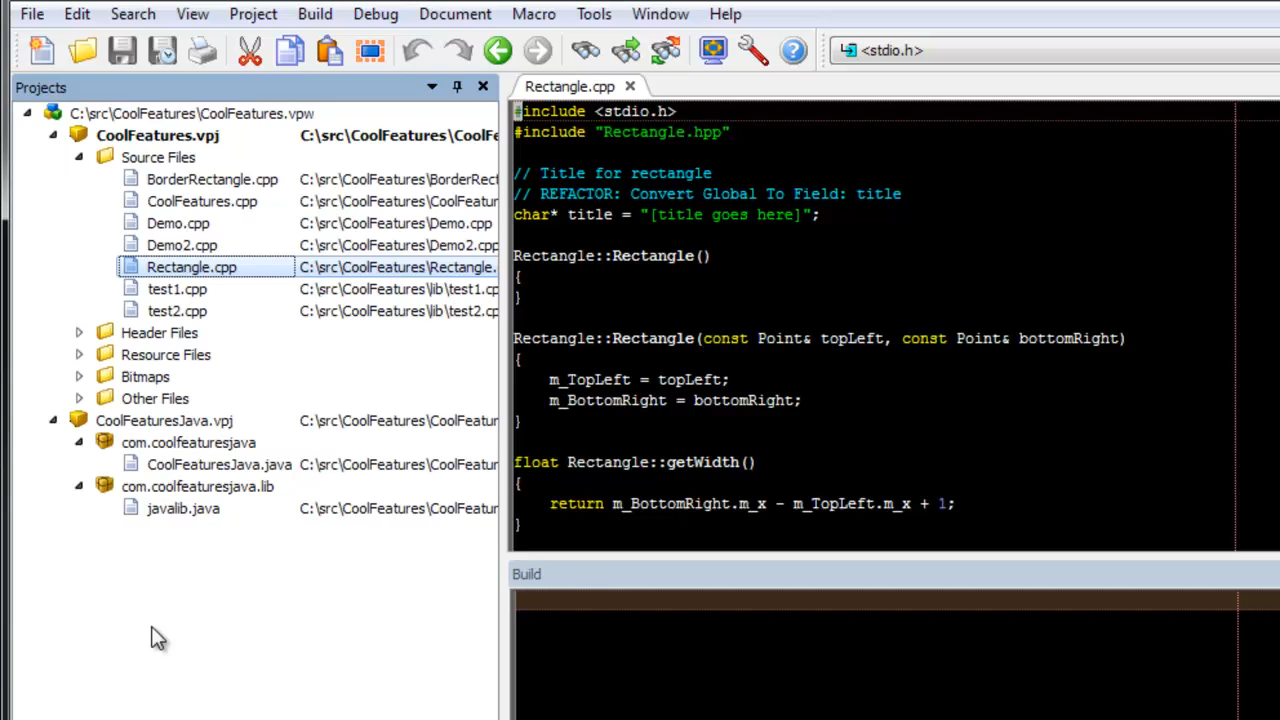 File Edit Search View Project Build Debug Document Macro Tools Window Help
<stdio.h>
Projects
C:\src\CoolFeatures\CoolFeatures.vpw
CoolFeatures.vpj C:\src\CoolFeatures\CoolFe
Source Files
BorderRectangle.cpp C:\src\CoolFeatures\BorderRect
CoolFeatures.cpp C:\src\CoolFeatures\CoolFeatur
Demo.cpp C:\src\CoolFeatures\Demo.cpp
Demo2.cpp C:\src\CoolFeatures\Demo2.cpp
Rectangle.cpp C:\src\CoolFeatures\Rectangle.
test1.cpp C:\src\CoolFeatures\lib\test1.cp
test2.cpp C:\src\CoolFeatures\lib\test2.cp
Header Files
Resource Files
Bitmaps
Other Files
CoolFeaturesJava.vpj C:\src\CoolFeatures\CoolFeatur
com.coolfeaturesjava
CoolFeaturesJava.java C:\src\CoolFeatures\CoolFeatur
com.coolfeaturesjava.lib
javalib.java C:\src\CoolFeatures\CoolFeatur
Rectangle.cpp
#include <stdio.h>
#include "Rectangle.hpp"
// Title for rectangle
// REFACTOR: Convert Global To Field: title
char* title = "[title goes here]";
Rectangle::Rectangle()
{
}
Rectangle::Rectangle(const Point& topLeft, const Point& bottomRight)
{
m_TopLeft = topLeft;
m_BottomRight = bottomRight;
}
float Rectangle::getWidth()
{
return m_BottomRight.m_x - m_TopLeft.m_x + 1;
}
Build